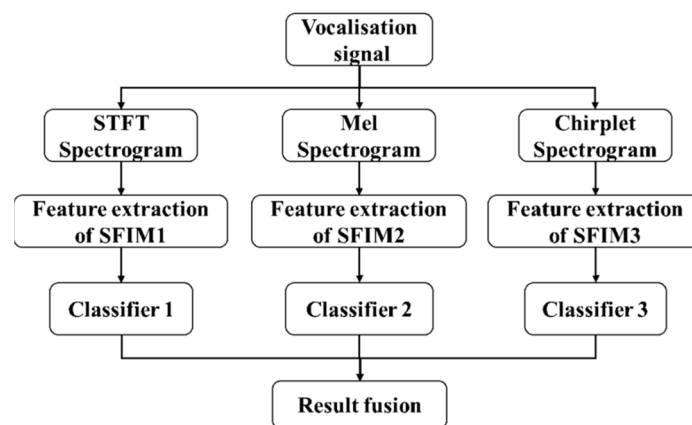 Vocalisation
signal
STFT
Spectrogram
Mel
Spectrogram
Chirplet
Spectrogram
Feature extraction
of SFIM1
Feature extraction
of SFIM2
Feature extraction
of SFIM3
Classifier 1
Classifier 2
Classifier 3
Result fusion